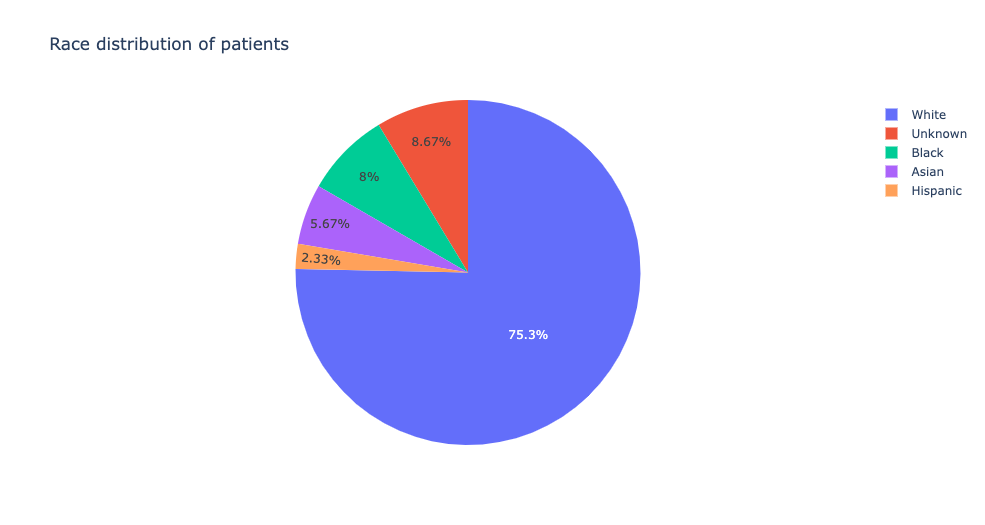 Race distribution of patients
White
Unknown
Black
Asian
Hispanic
8.67%
8%
5.67%
2.33%
75.3%